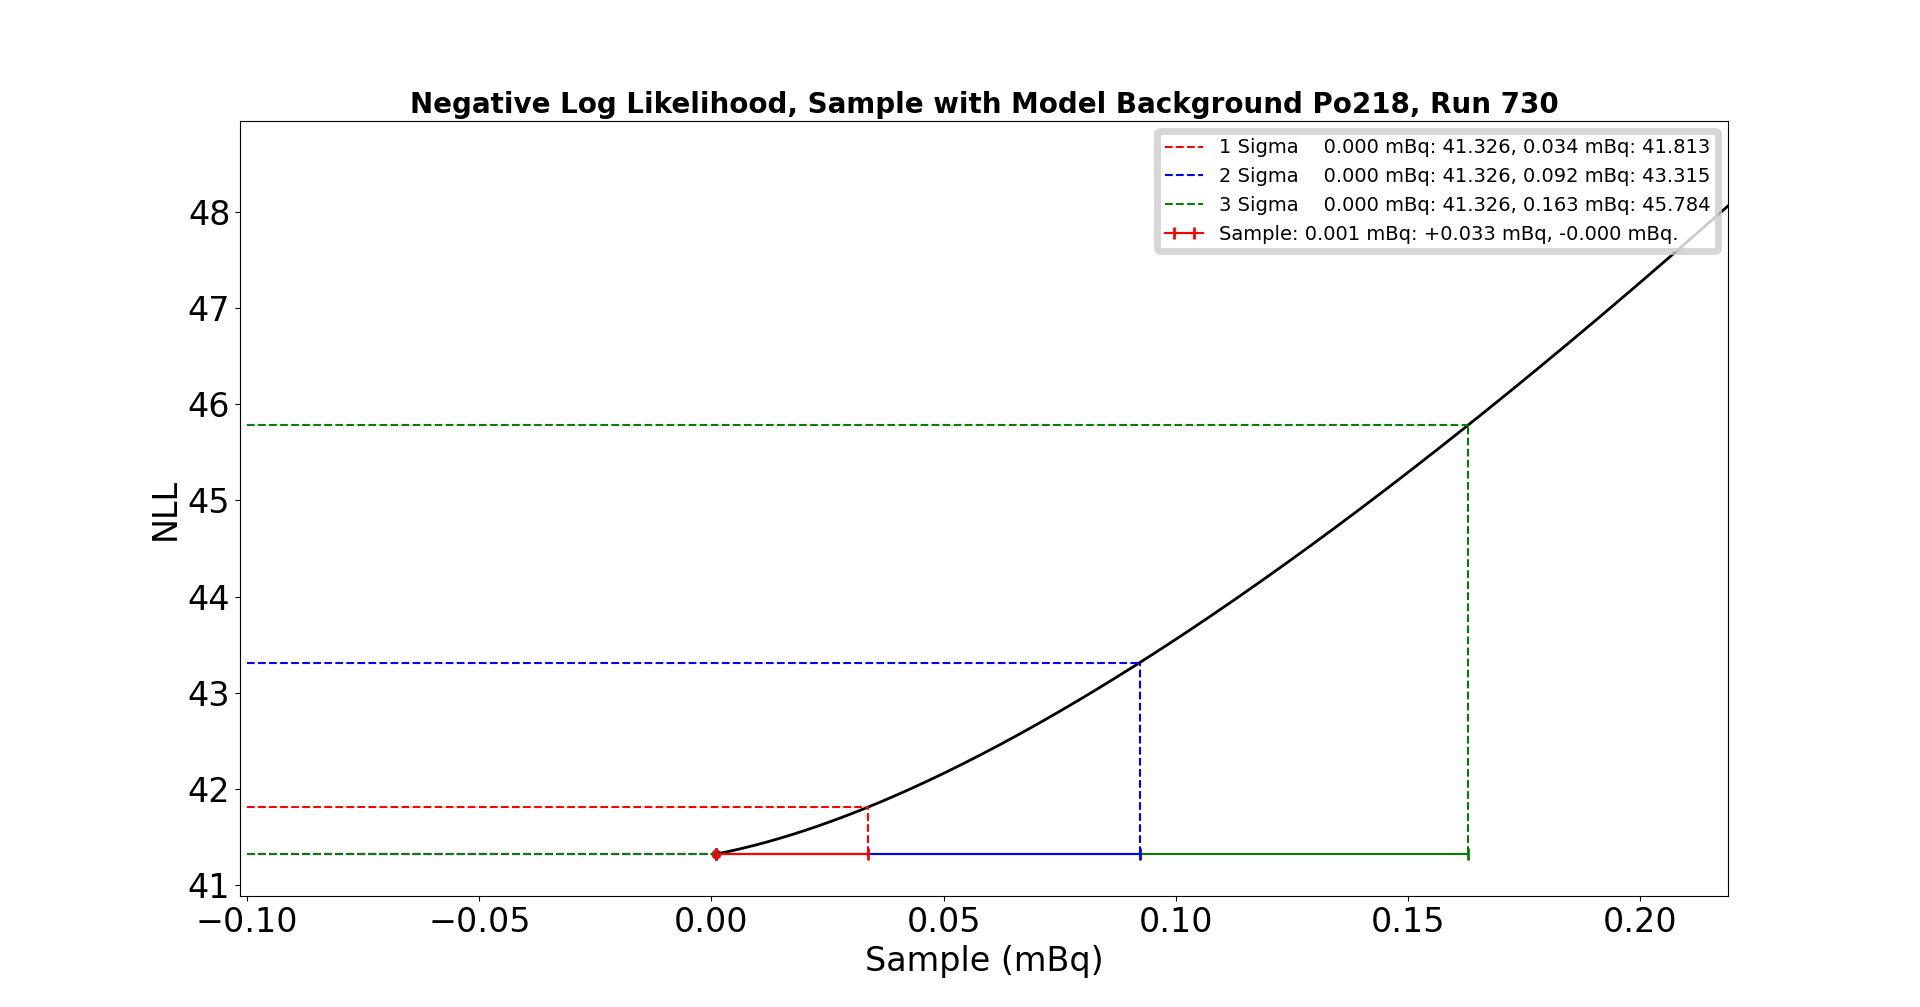 Negative Log Likelihood, Sample with Model Background Po218, Run 730
1 Sigma    0.000 mBq: 41.326, 0.034 mBq: 41.813
2 Sigma    0.000 mBq: 41.326, 0.092 mBq: 43.315
3 Sigma    0.000 mBq: 41.326, 0.163 mBq: 45.784
Sample: 0.001 mBq: +0.033 mBq, -0.000 mBq.
NLL
48
47
46
45
44
43
42
41
−0.10 −0.05 0.00 0.05 0.10 0.15 0.20
Sample (mBq)